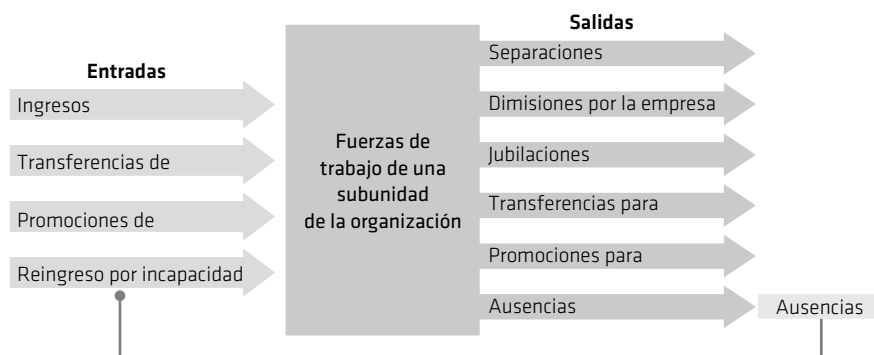 Entradas
Ingresos
Transferencias de
Promociones de
Reingreso por incapacidad
Fuerzas de
trabajo de una
subunidad
de la organización
Salidas
Separaciones
Dimisiones por la empresa
Jubilaciones
Transferencias para
Promociones para
Ausencias
Ausencias